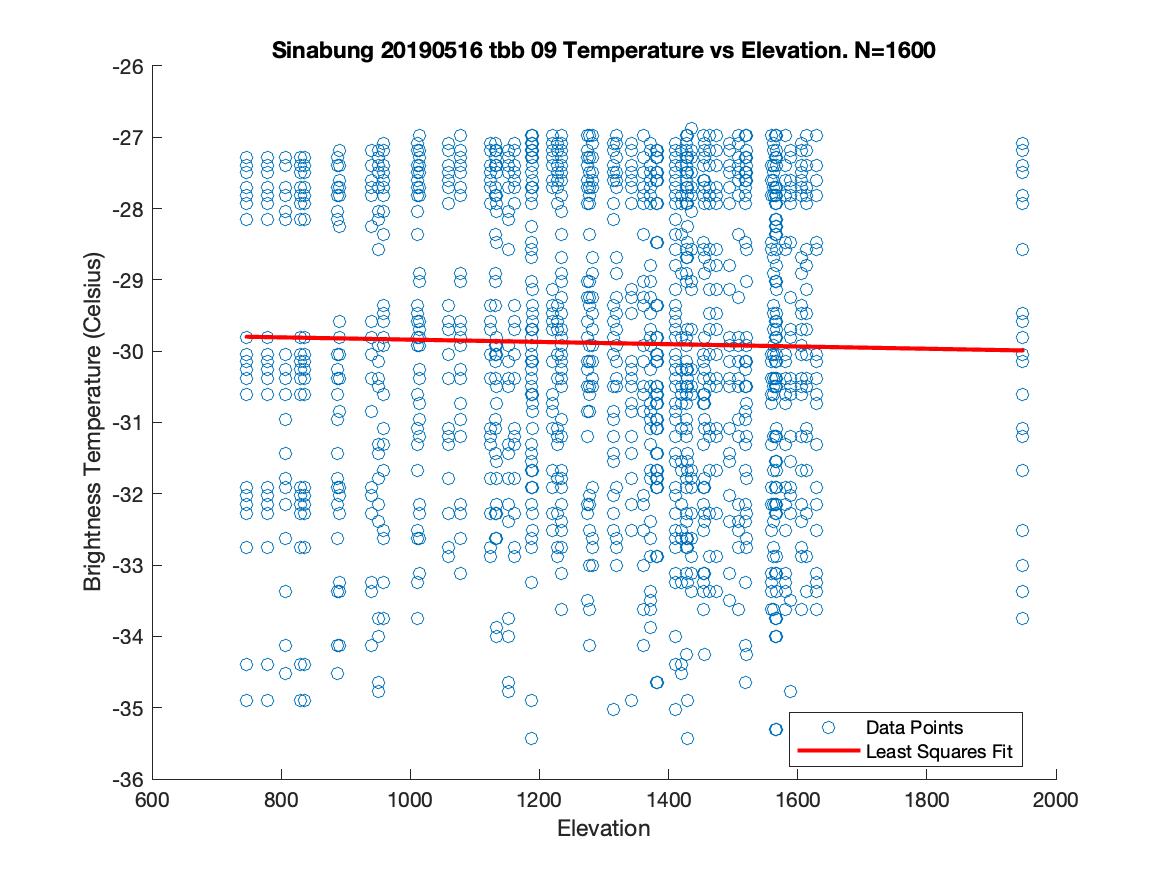 Sinabung 20190516 tbb 09 Temperature vs Elevation. N=1600
-26
-27
-28
-29
-30
-31
-32
-33
-34
-35
-36
Brightness Temperature (Celsius)
Data Points
Least Squares Fit
600 800 1000 1200 1400 1600 1800 2000
Elevation